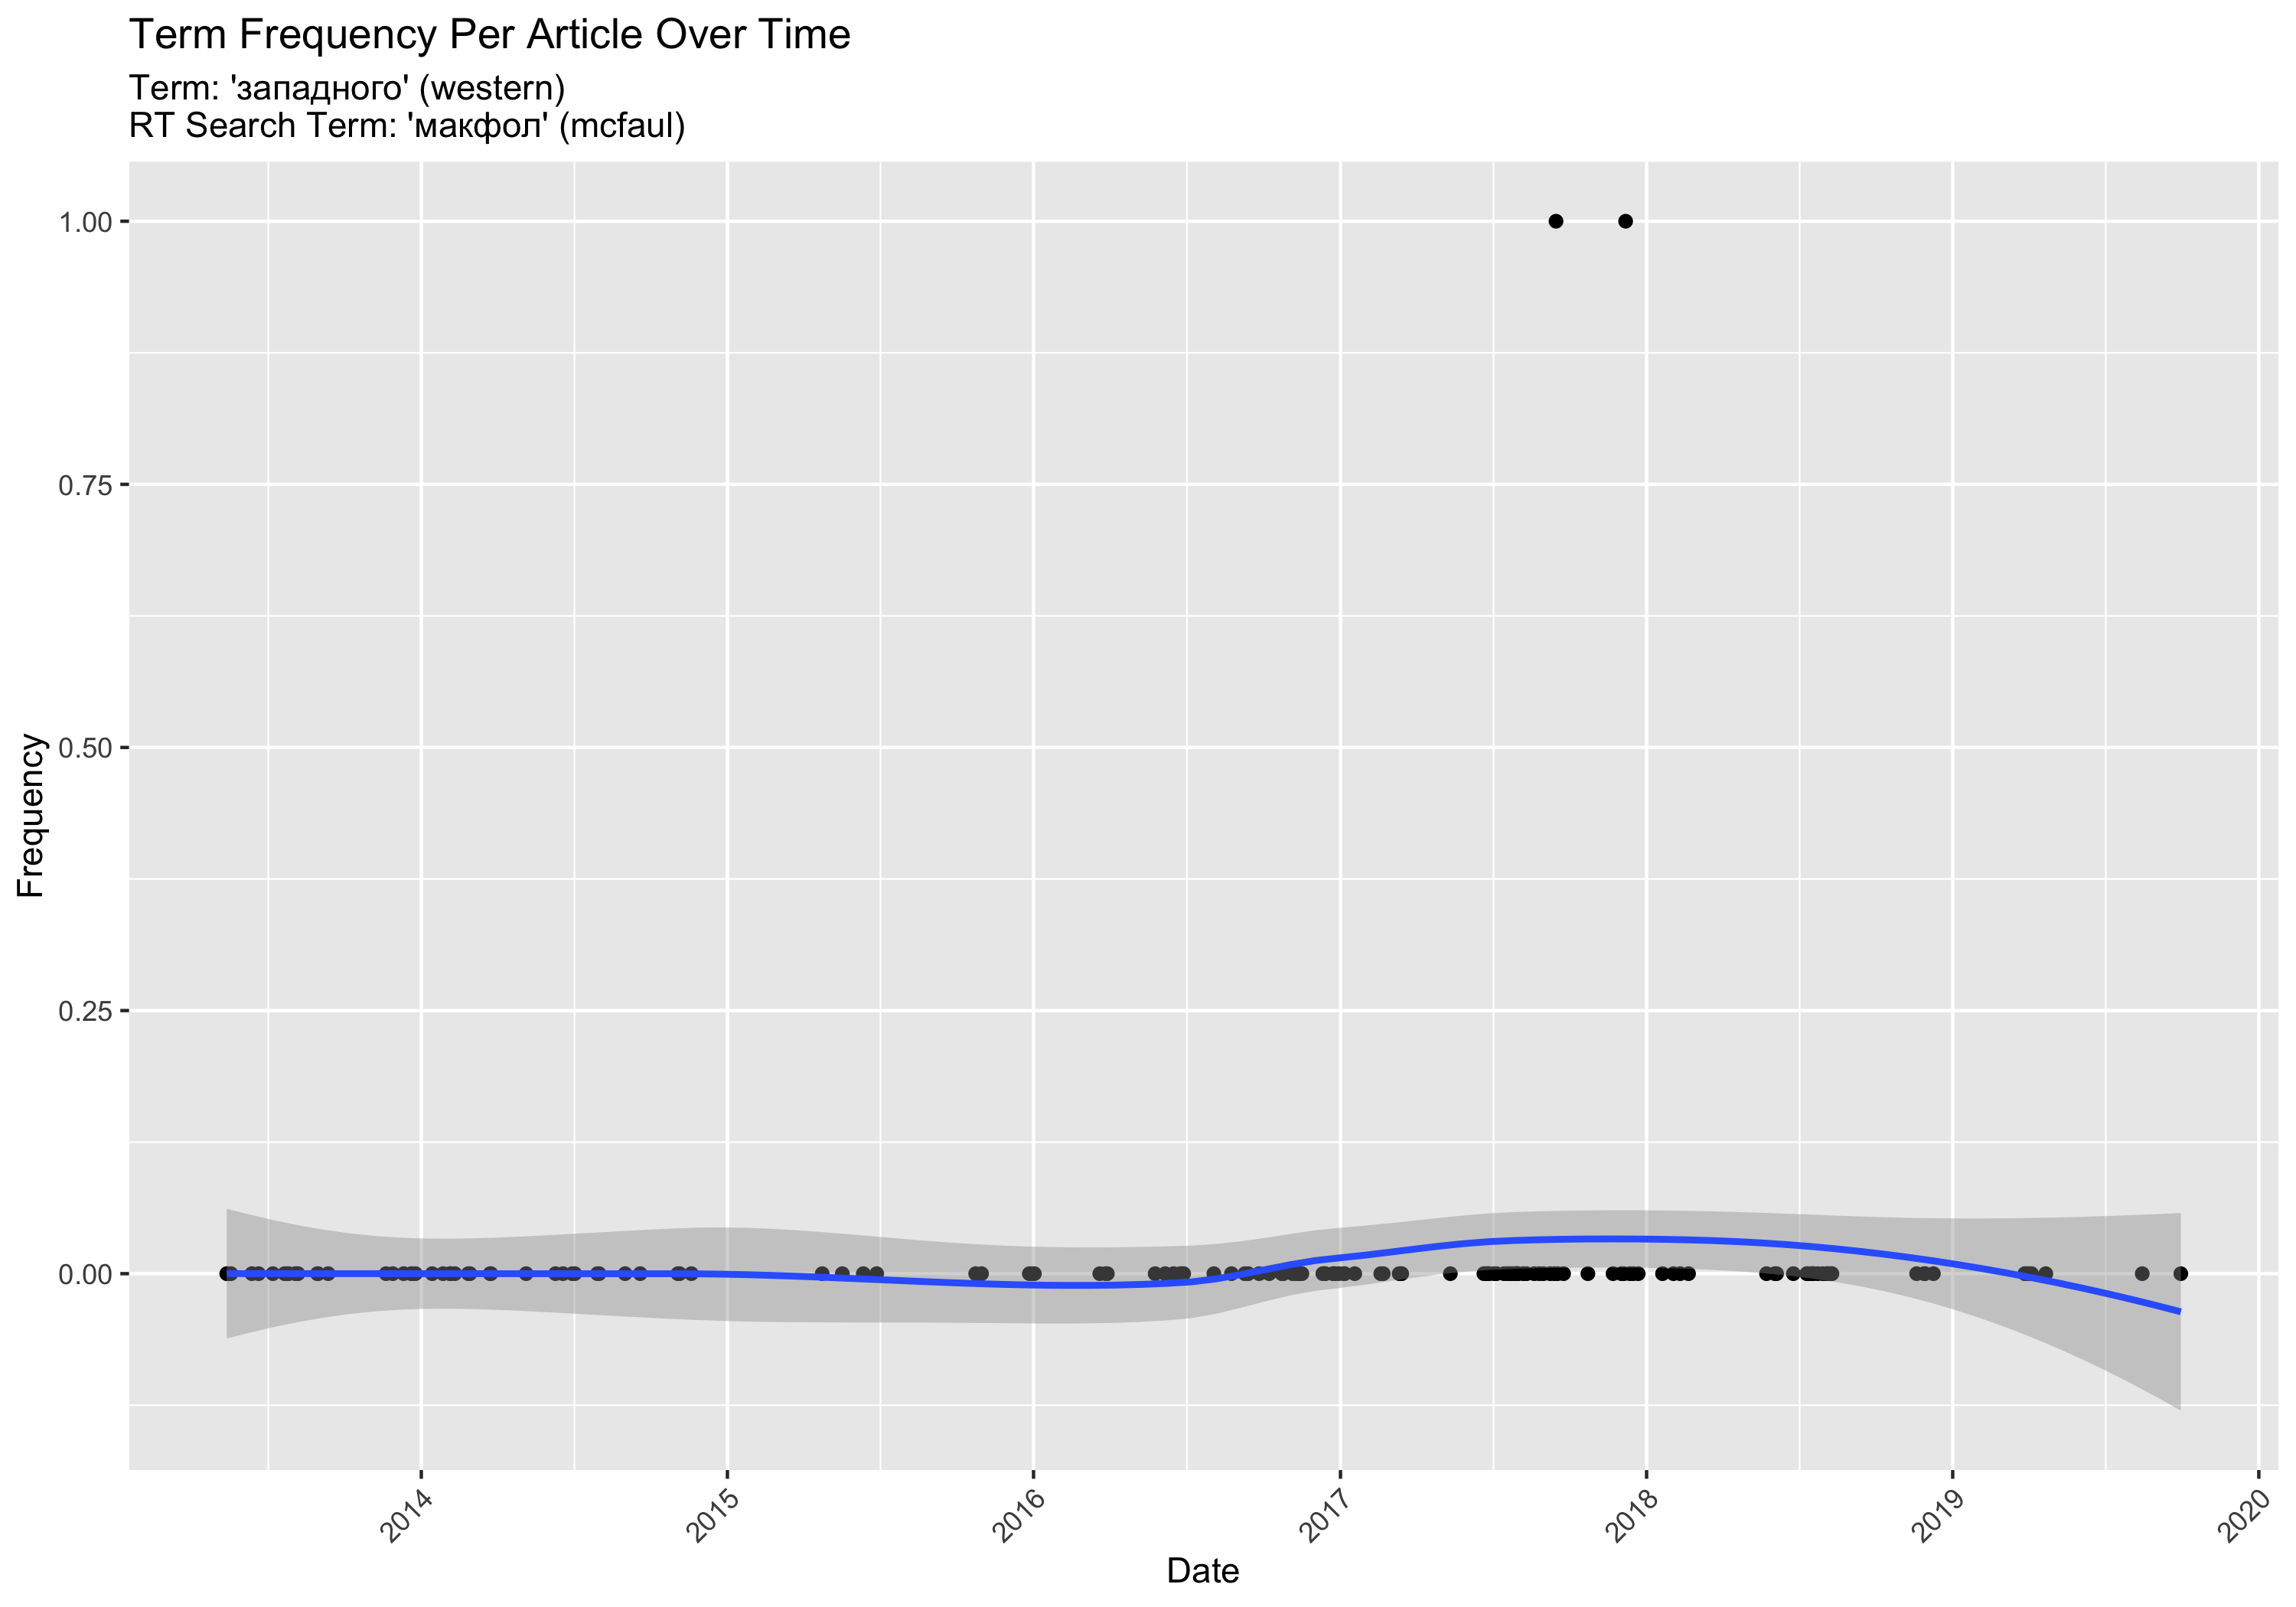 Term Frequency Per Article Over Time
Term: 'западного' (western)
RT Search Term: 'макфол' (mcfaul)
1.00
0.75
0.50
0.25
0.00
Frequency
2014
2015
2016
2017
2018
2019
2020
Date